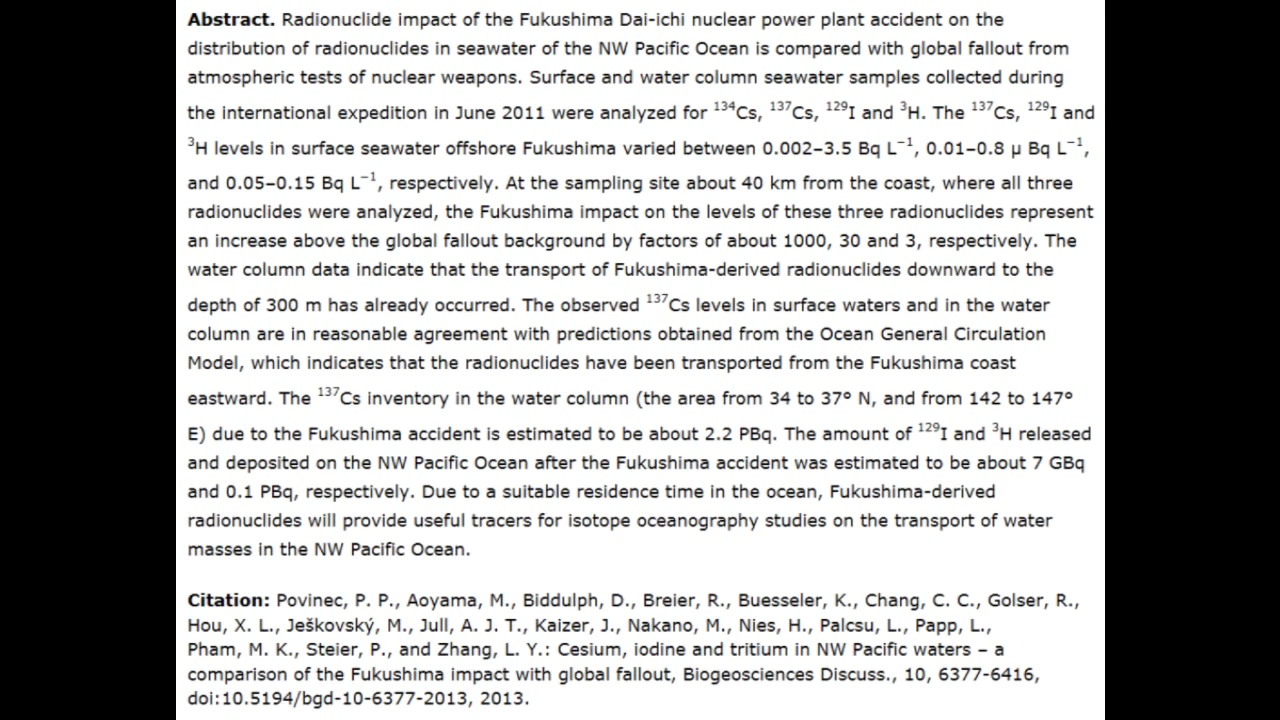 Abstract. Radionuclide impact of the Fukushima Dai-ichi nuclear power plant accident on the
distribution of radionuclides in seawater of the NW Pacific Ocean is compared with global fallout from
atmospheric tests of nuclear weapons. Surface and water column seawater samples collected during
the international expedition in June 2011 were analyzed for ¹³⁴Cs, ¹³⁷Cs, ¹²⁹I and ³H. The ¹³⁷Cs, ¹²⁹I and
³H levels in surface seawater offshore Fukushima varied between 0.002–3.5 Bq L⁻¹, 0.01–0.8 μ Bq L⁻¹,
and 0.05–0.15 Bq L⁻¹, respectively. At the sampling site about 40 km from the coast, where all three
radionuclides were analyzed, the Fukushima impact on the levels of these three radionuclides represent
an increase above the global fallout background by factors of about 1000, 30 and 3, respectively. The
water column data indicate that the transport of Fukushima-derived radionuclides downward to the
depth of 300 m has already occurred. The observed ¹³⁷Cs levels in surface waters and in the water
column are in reasonable agreement with predictions obtained from the Ocean General Circulation
Model, which indicates that the radionuclides have been transported from the Fukushima coast
eastward. The ¹³⁷Cs inventory in the water column (the area from 34 to 37° N, and from 142 to 147°
E) due to the Fukushima accident is estimated to be about 2.2 PBq. The amount of ¹²⁹I and ³H released
and deposited on the NW Pacific Ocean after the Fukushima accident was estimated to be about 7 GBq
and 0.1 PBq, respectively. Due to a suitable residence time in the ocean, Fukushima-derived
radionuclides will provide useful tracers for isotope oceanography studies on the transport of water
masses in the NW Pacific Ocean.
Citation: Povinec, P. P., Aoyama, M., Biddulph, D., Breier, R., Buesseler, K., Chang, C. C., Golser, R.,
Hou, X. L., Ješkovský, M., Jull, A. J. T., Kaizer, J., Nakano, M., Nies, H., Palcsu, L., Papp, L.,
Pham, M. K., Steier, P., and Zhang, L. Y.: Cesium, iodine and tritium in NW Pacific waters – a
comparison of the Fukushima impact with global fallout, Biogeosciences Discuss., 10, 6377-6416,
doi:10.5194/bgd-10-6377-2013, 2013.